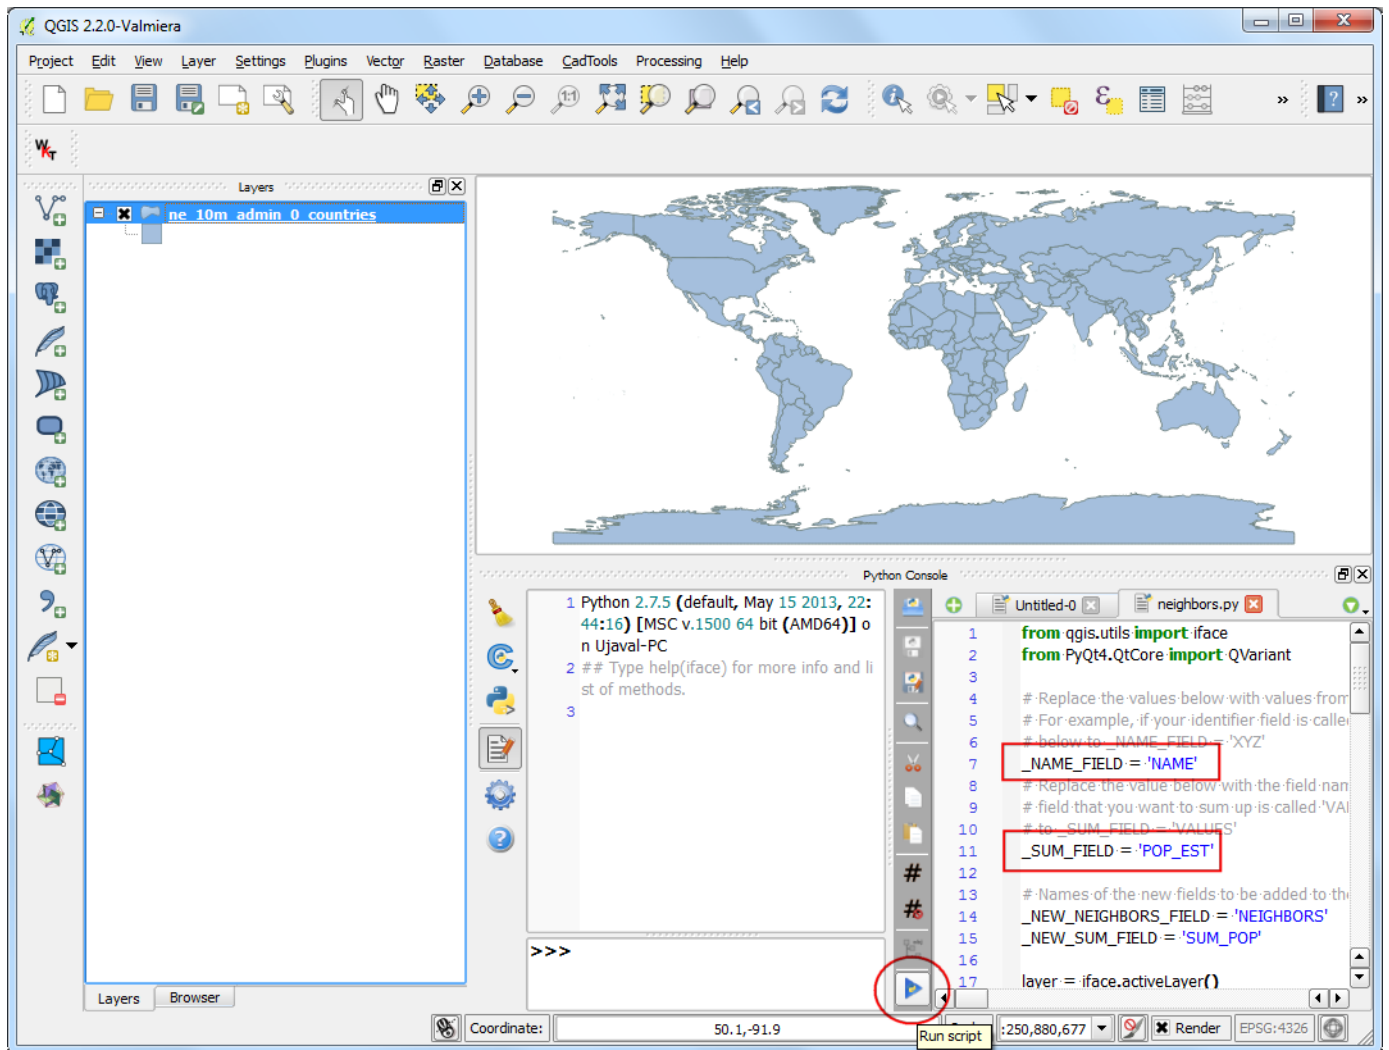 QGIS 2.2.0-Valmiera
Project Edit View Layer Settings Plugins Vector Raster Database CadTools Processing Help
1:1
» ? »
WKT
Layers
ne_10m_admin_0_countries
Python Console
1 Python 2.7.5 (default, May 15 2013, 22:
44:16) [MSC v.1500 64 bit (AMD64)] o
n Ujaval-PC
2 ## Type help(iface) for more info and li
st of methods.
3
>>>
Untitled-0 neighbors.py
1 from qgis.utils import iface
2 from PyQt4.QtCore import QVariant
3
4 # Replace the values below with values from
5 # For example, if your identifier field is calle
6 # below to _NAME_FIELD = 'XYZ'
7 _NAME_FIELD = 'NAME'
8 # Replace the value below with the field nam
9 # field that you want to sum up is called 'VAL
10 # to _SUM_FIELD = 'VALUES'
11 _SUM_FIELD = 'POP_EST'
12
13 # Names of the new fields to be added to the
14 _NEW_NEIGHBORS_FIELD = 'NEIGHBORS'
15 _NEW_SUM_FIELD = 'SUM_POP'
16
17 layer = iface.activeLayer()
Layers Browser
Coordinate: 50.1,-91.9 :250,880,677 Render EPSG:4326
Run script